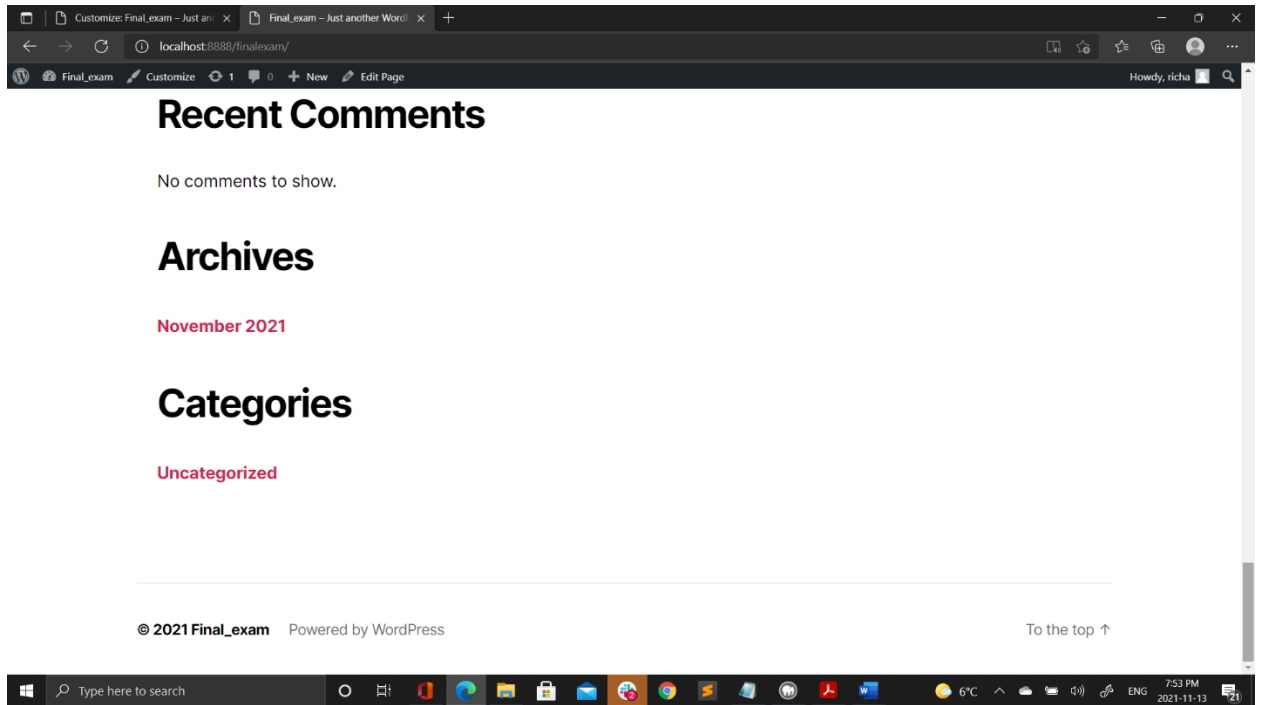 Customize: Final_exam – Just an
Final_exam – Just another Word
localhost:8888/finalexam/
Final_exam Customize 1 0 New Edit Page Howdy, richa
Recent Comments
No comments to show.
Archives
November 2021
Categories
Uncategorized
© 2021 Final_exam Powered by WordPress To the top ↑
Type here to search 6°C ENG 7:53 PM
2021-11-13 21